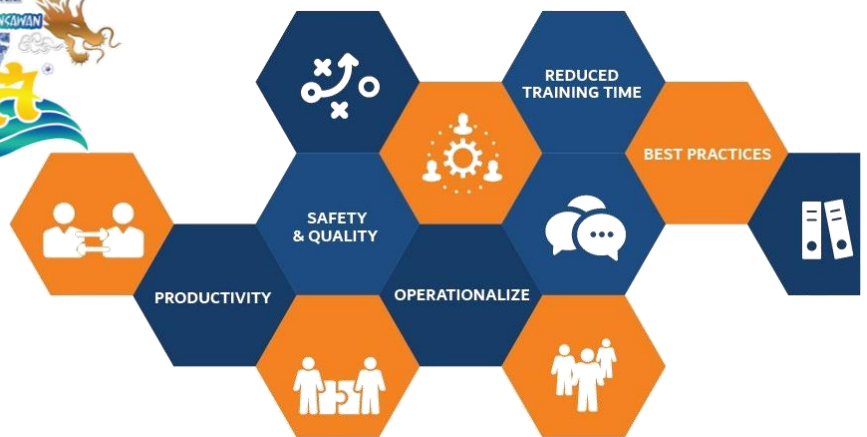 REDUCED
TRAINING TIME
BEST PRACTICES
SAFETY
& QUALITY
PRODUCTIVITY
OPERATIONALIZE